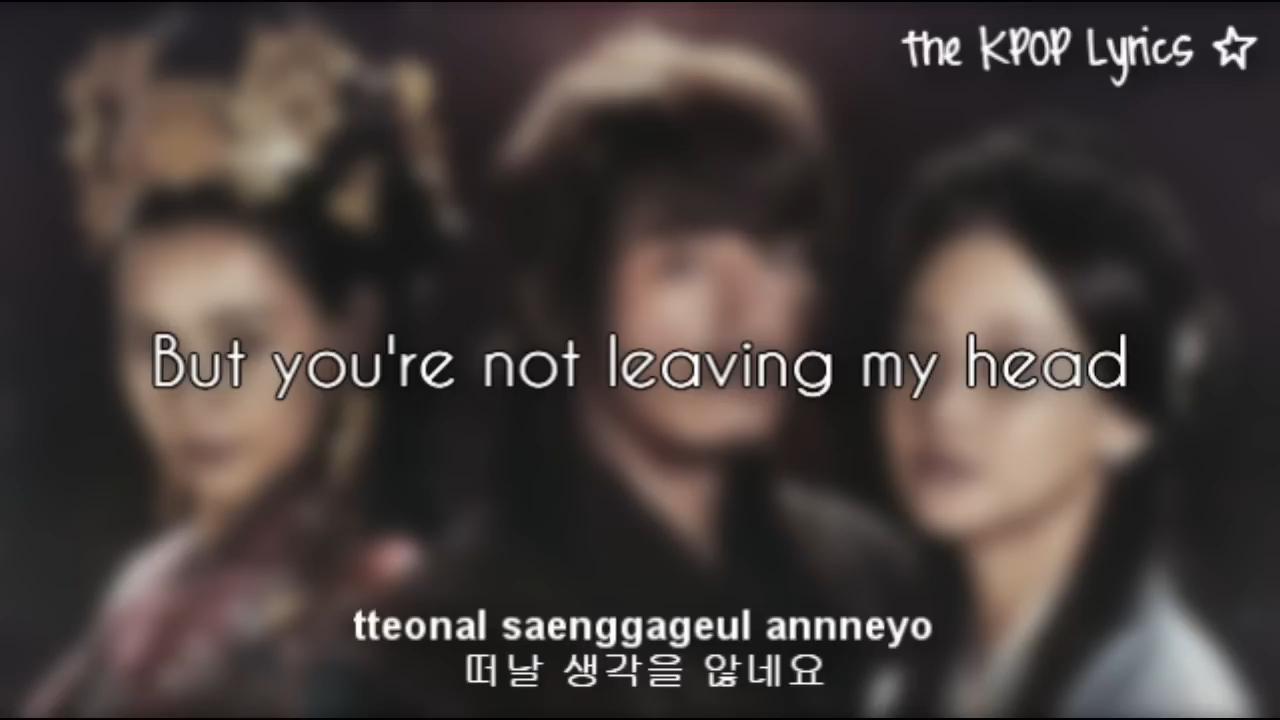 the KPOP Lyrics ☆
But you're not leaving my head
tteonal saenggageul annneyo
떠날 생각을 않네요